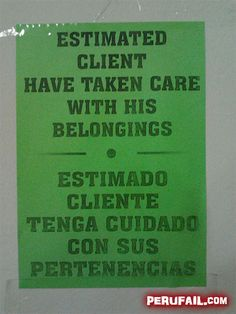 ESTIMATED
CLIENT
HAVE TAKEN CARE
WITH HIS
BELONGINGS
ESTIMADO
CLIENTE
TENGA CUIDADO
CON SUS
PERTENENCIAS
PERUFAIL.COM